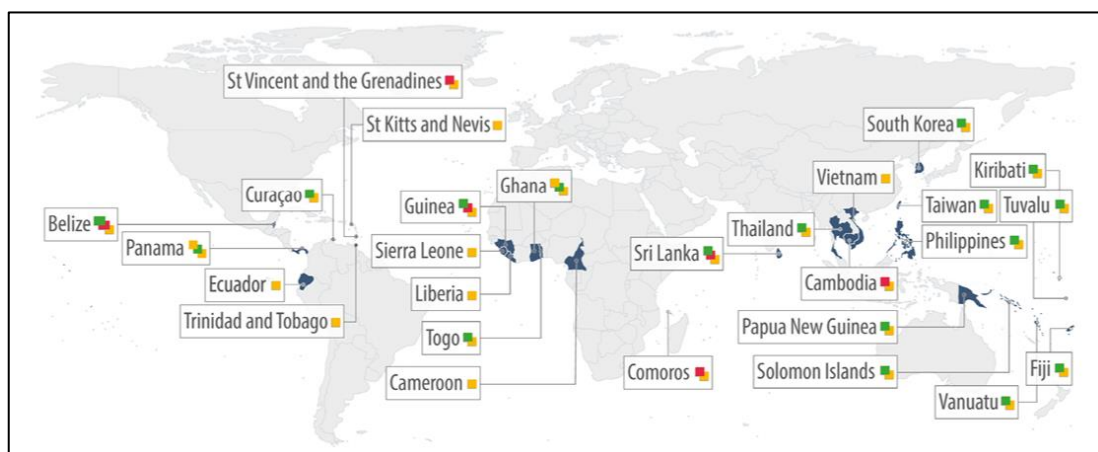 St Vincent and the Grenadines
St Kitts and Nevis
South Korea
Kiribati
Vietnam
Ghana
Curaçao
Guinea
Taiwan
Tuvalu
Belize
Thailand
Panama
Sierra Leone
Sri Lanka
Philippines
Ecuador
Liberia
Cambodia
Trinidad and Tobago
Papua New Guinea
Togo
Cameroon
Comoros
Solomon Islands
Fiji
Vanuatu